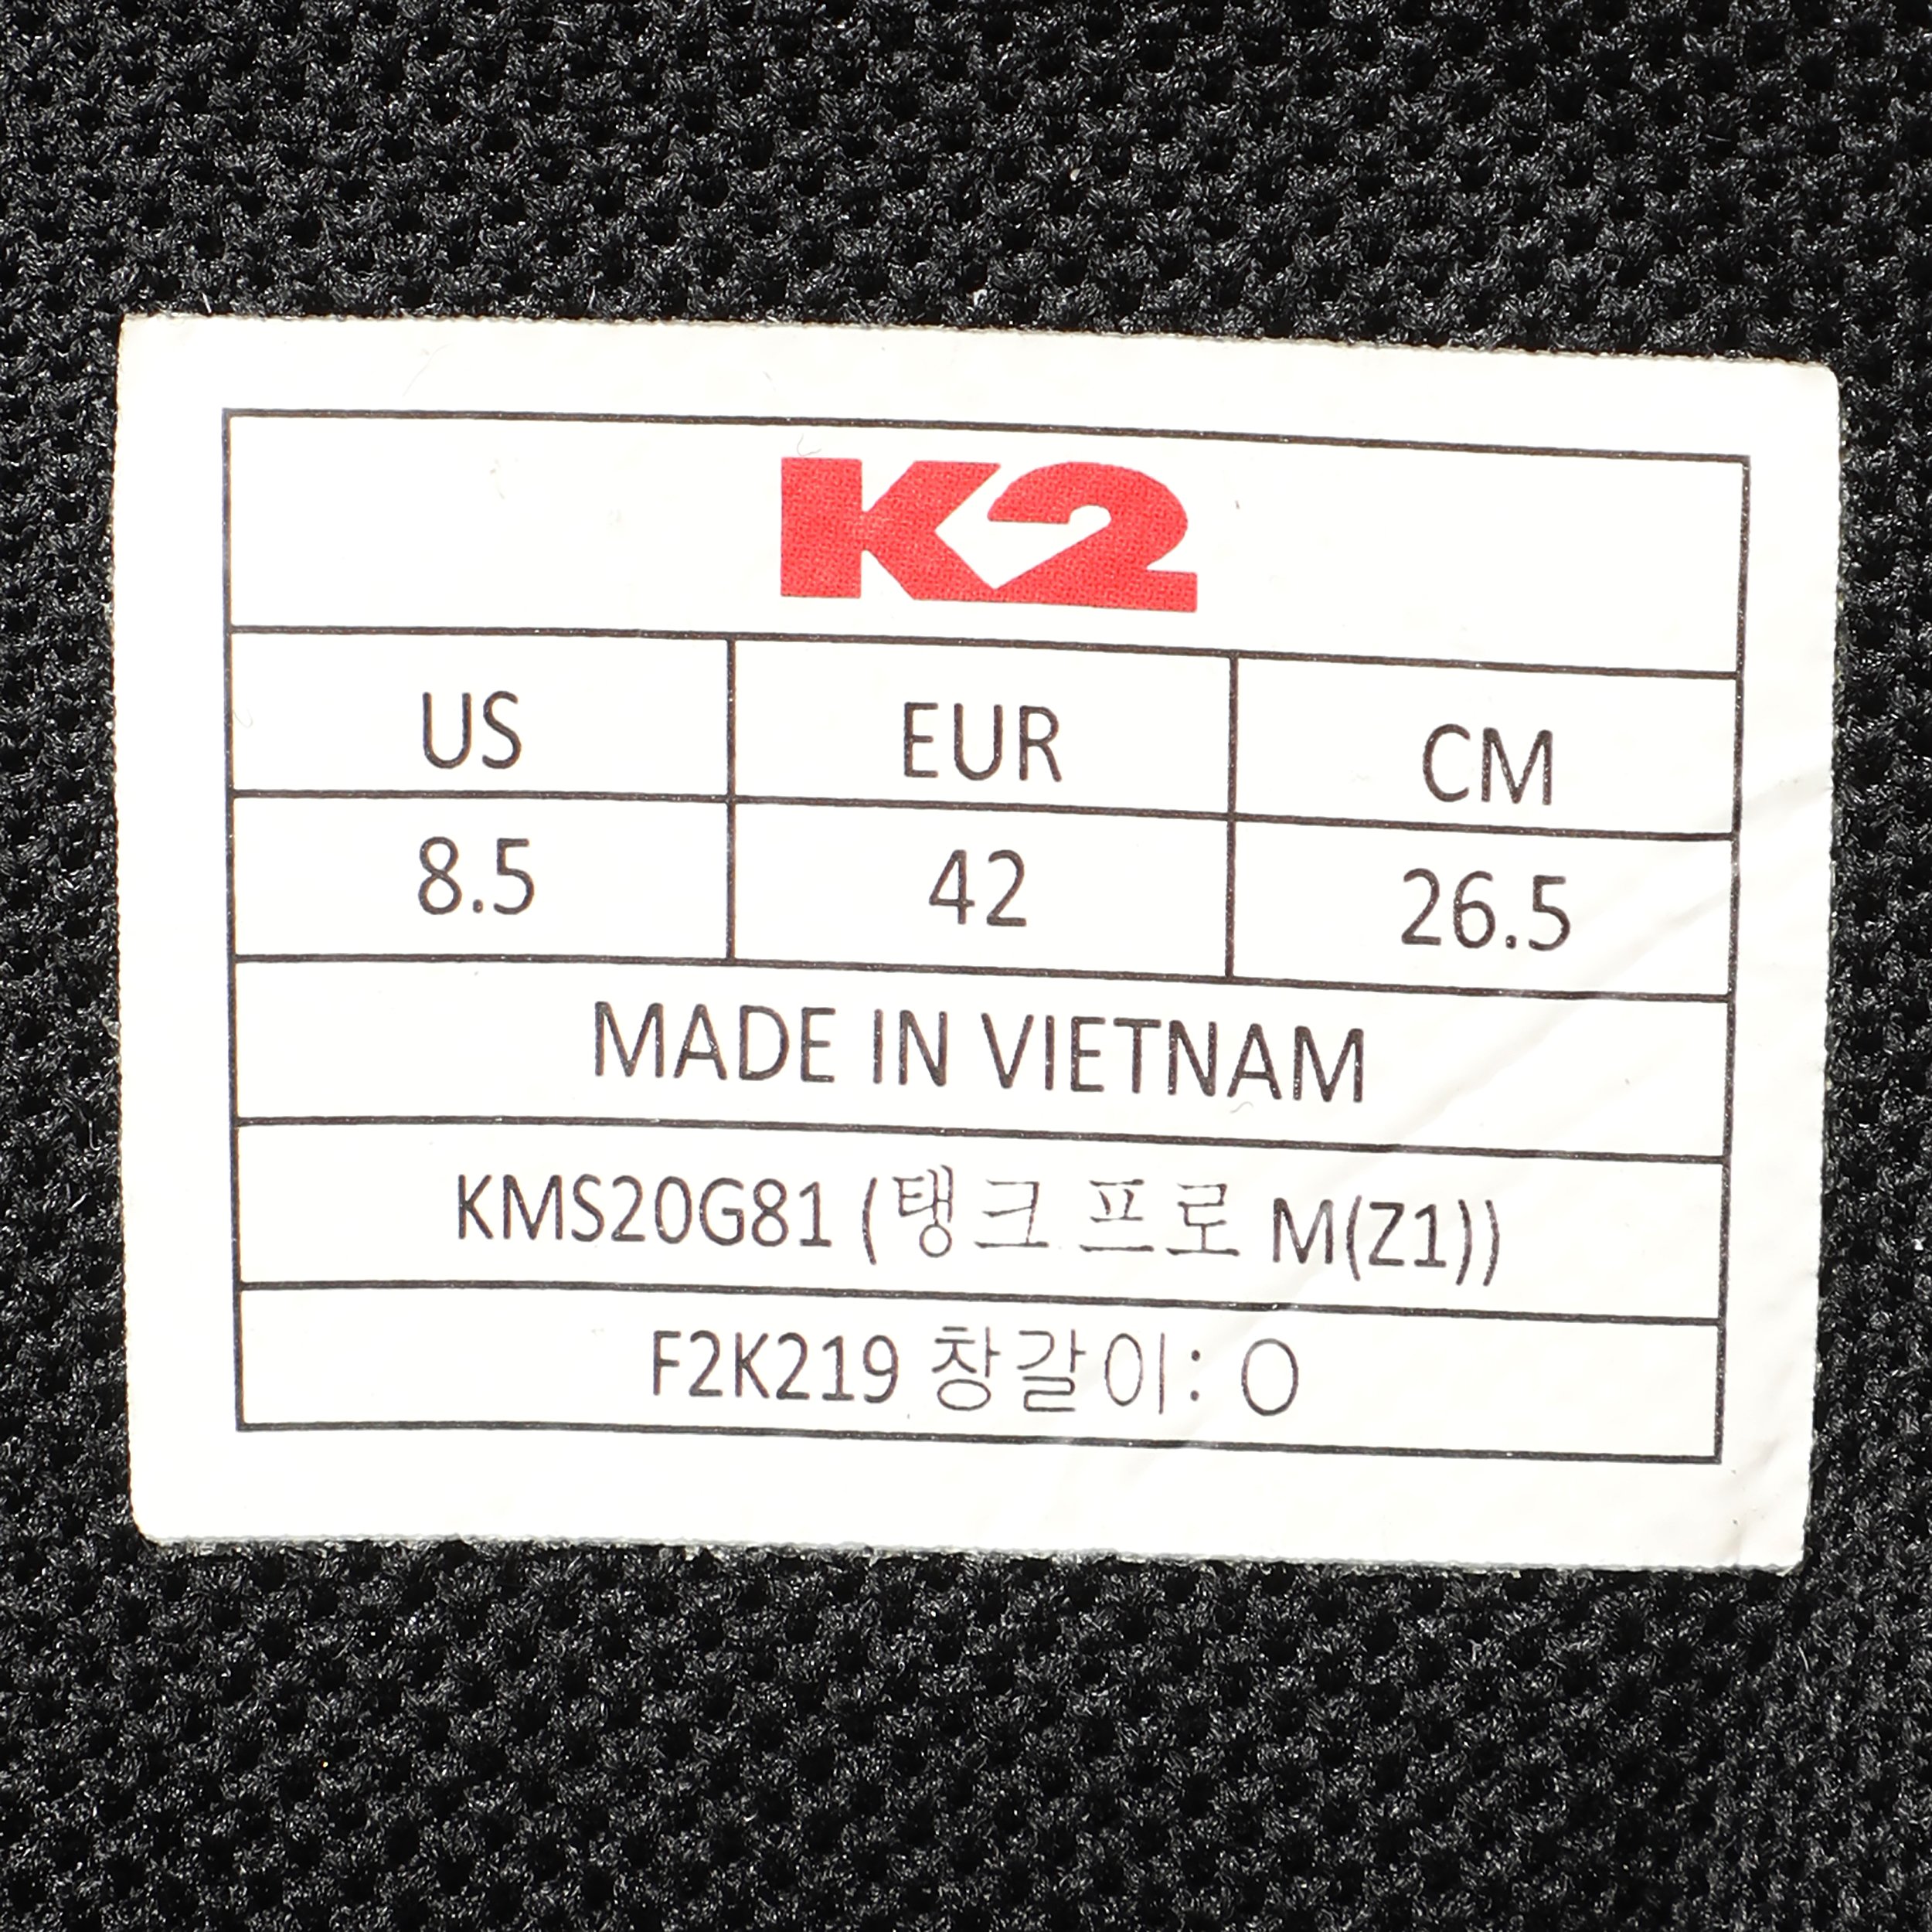 K2
US EUR CM
8.5 42 26.5
MADE IN VIETNAM
KMS20G81 (탱크 프로 M(Z1))
F2K219 창갈이: O